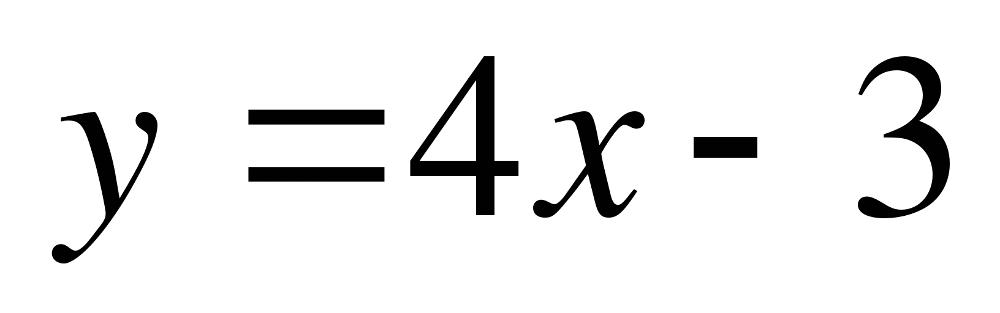 y =4x - 3